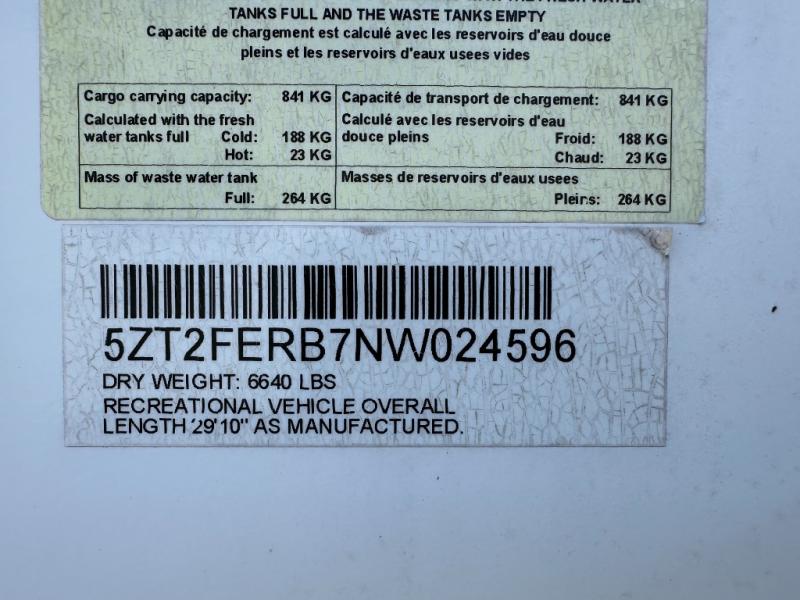 TANKS FULL AND THE WASTE TANKS EMPTY
Capacité de chargement est calculé avec les reservoirs d'eau douce
pleins et les reservoirs d'eaux usees vides
Cargo carrying capacity: 841 KG Capacité de transport de chargement: 841 KG
Calculated with the fresh Calculé avec les reservoirs d'eau
water tanks full Cold: 188 KG douce pleins Froid: 188 KG
Hot: 23 KG Chaud: 23 KG
Mass of waste water tank Masses de reservoirs d'eaux usees
Full: 264 KG Pleins: 264 KG
5ZT2FERB7NW024596
DRY WEIGHT: 6640 LBS
RECREATIONAL VEHICLE OVERALL
LENGTH 29'10" AS MANUFACTURED.